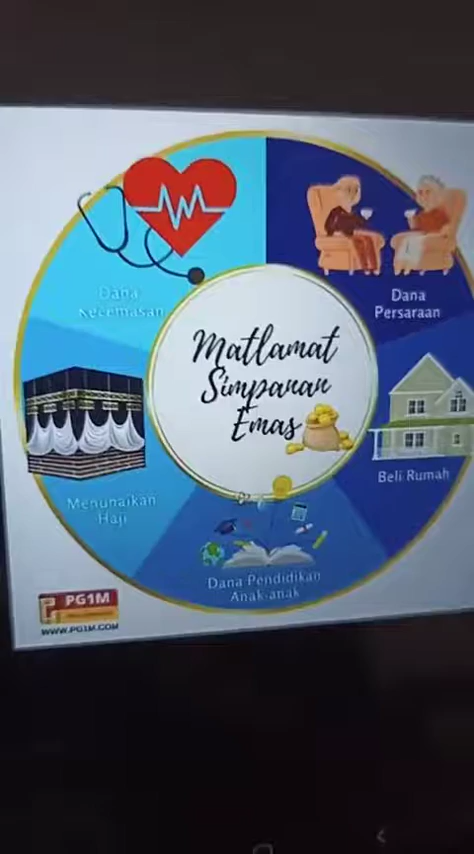 Dana
Kecemasan
Dana
Persaraan
Matlamat
Simpanan
Emas
Beli Rumah
Menunaikan
Haji
Dana Pendidikan
Anak-anak
PG1M
WWW.PG1M.COM